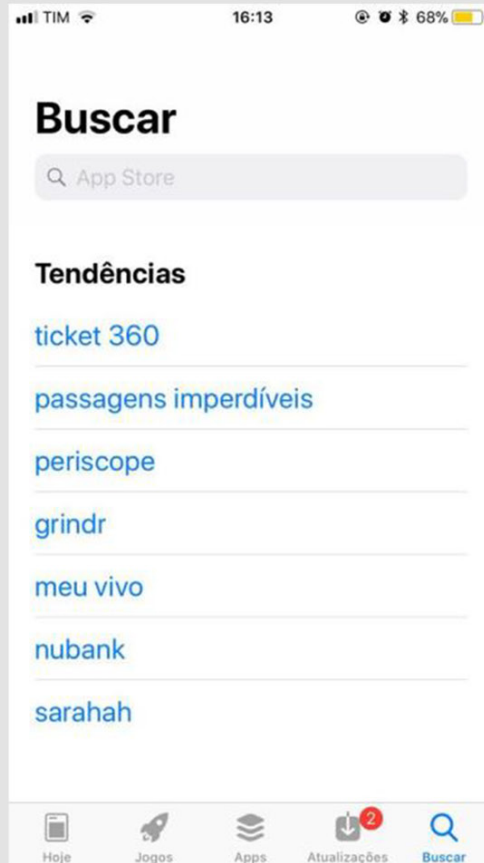 TIM 16:13 68%
Buscar
App Store
Tendências
ticket 360
passagens imperdíveis
periscope
grindr
meu vivo
nubank
sarahah
2
Hoje Jogos Apps Atualizações Buscar